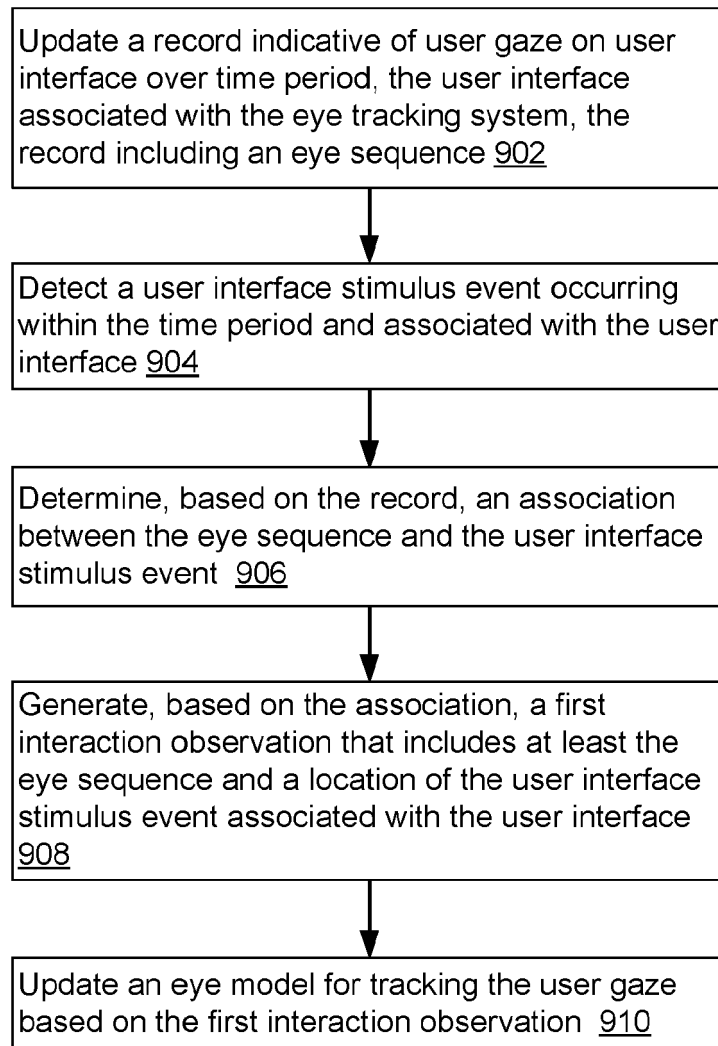 Update a record indicative of user gaze on user
interface over time period, the user interface
associated with the eye tracking system, the
record including an eye sequence 902
Detect a user interface stimulus event occurring
within the time period and associated with the user
interface 904
Determine, based on the record, an association
between the eye sequence and the user interface
stimulus event 906
Generate, based on the association, a first
interaction observation that includes at least the
eye sequence and a location of the user interface
stimulus event associated with the user interface
908
Update an eye model for tracking the user gaze
based on the first interaction observation 910